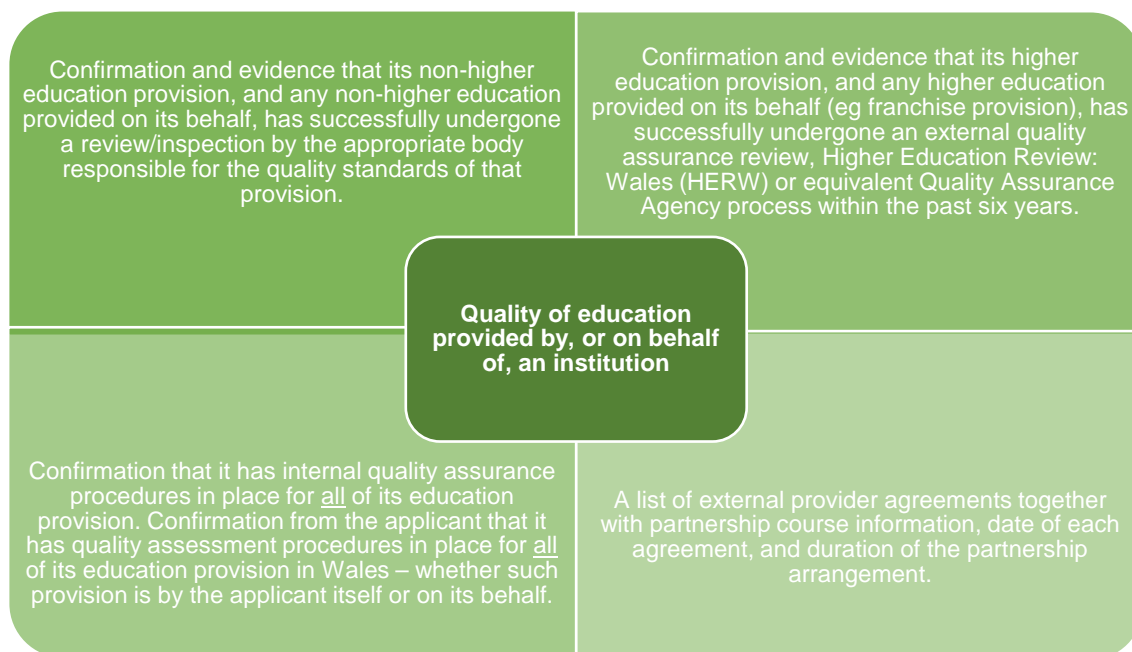 Confirmation and evidence that its non-higher
education provision, and any non-higher education
provided on its behalf, has successfully undergone
a review/inspection by the appropriate body
responsible for the quality standards of that
provision.
Confirmation and evidence that its higher
education provision, and any higher education
provided on its behalf (eg franchise provision), has
successfully undergone an external quality
assurance review, Higher Education Review:
Wales (HERW) or equivalent Quality Assurance
Agency process within the past six years.
Quality of education
provided by, or on behalf
of, an institution
Confirmation that it has internal quality assurance
procedures in place for all of its education
provision. Confirmation from the applicant that it
has quality assessment procedures in place for all
of its education provision in Wales – whether such
provision is by the applicant itself or on its behalf.
A list of external provider agreements together
with partnership course information, date of each
agreement, and duration of the partnership
arrangement.